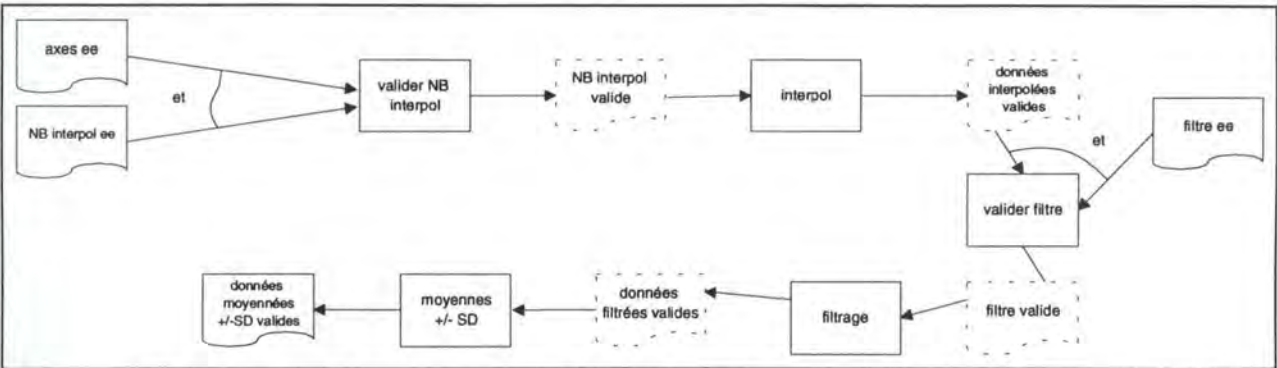 axes ee
et
NB interpol ee
valider NB
interpol
NB interpol
valide
interpol
données
interpolées
valides
et
filtre ee
valider filtre
données
moyennées
+/-SD valides
moyennes
+/- SD
données
filtrées valides
filtrage
filtre valide